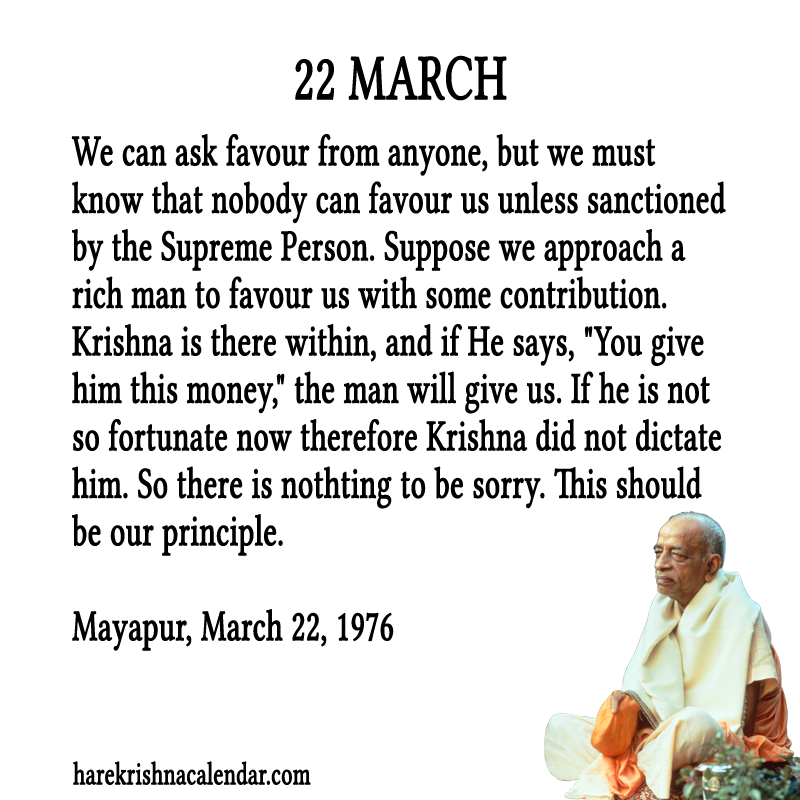 22 MARCH
We can ask favour from anyone, but we must
know that nobody can favour us unless sanctioned
by the Supreme Person. Suppose we approach a
rich man to favour us with some contribution.
Krishna is there within, and if He says, "You give
him this money," the man will give us. If he is not
so fortunate now therefore Krishna did not dictate
him. So there is nothting to be sorry. This should
be our principle.
Mayapur, March 22, 1976
harekrishnacalendar.com